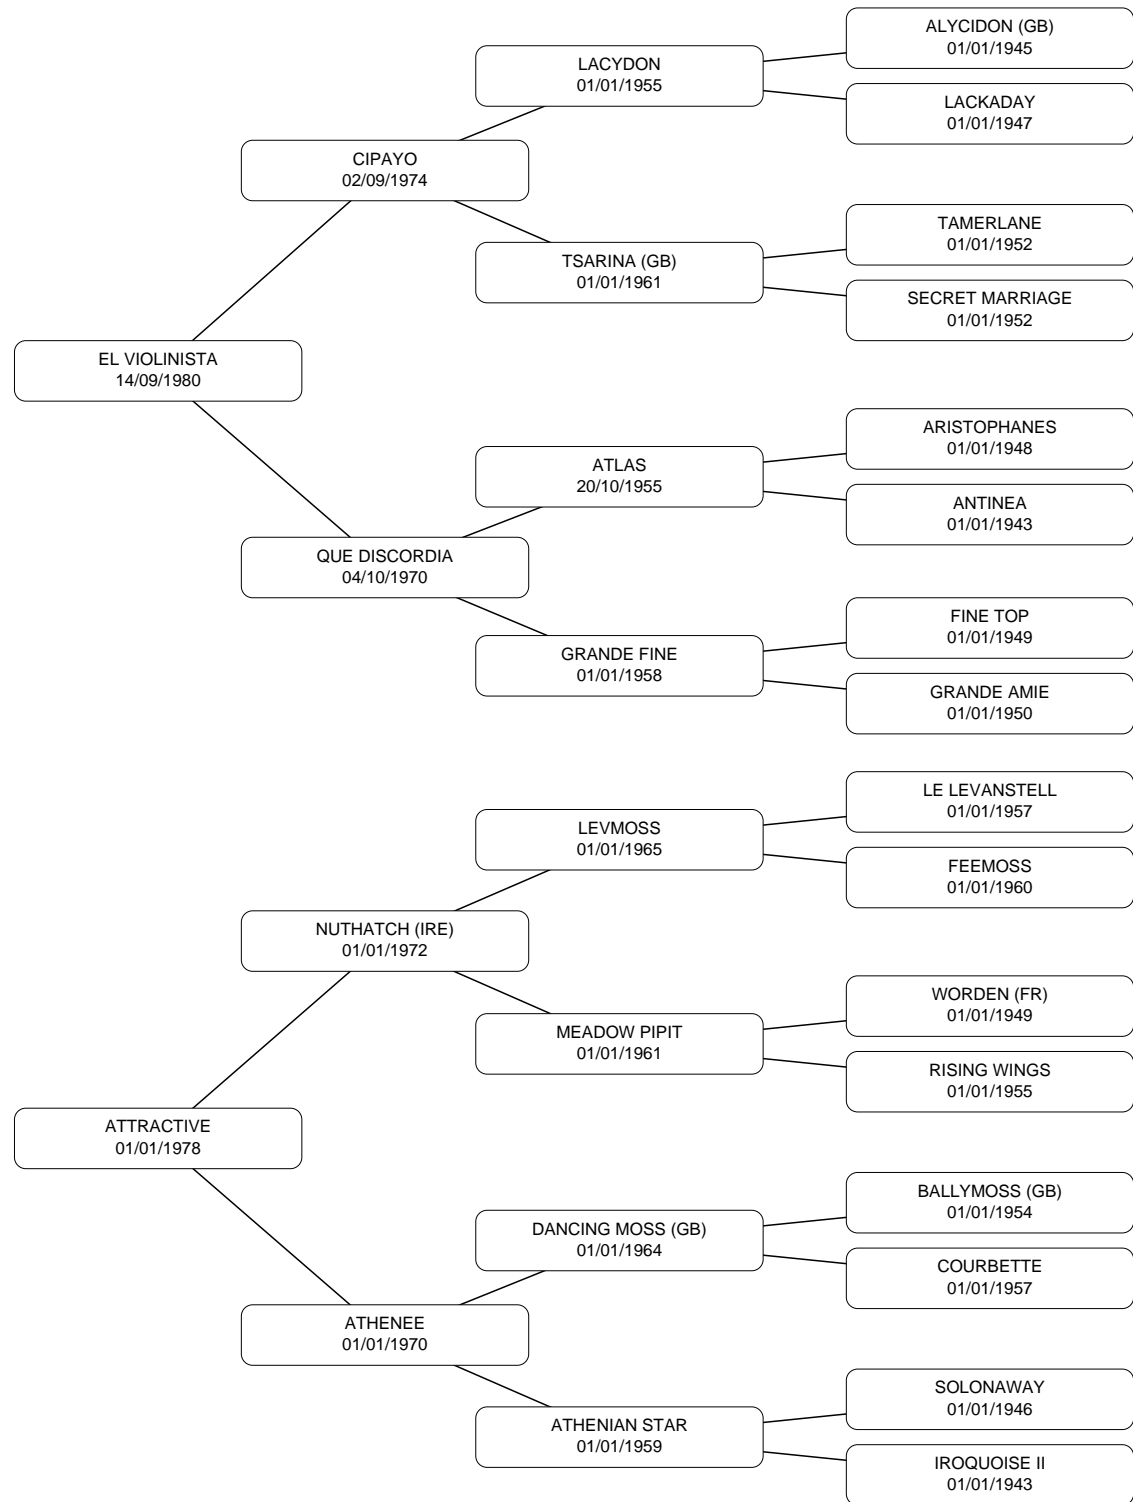 ALYCIDON (GB)
01/01/1945
LACYDON
01/01/1955
LACKADAY
01/01/1947
CIPAYO
02/09/1974
TAMERLANE
01/01/1952
TSARINA (GB)
01/01/1961
SECRET MARRIAGE
01/01/1952
EL VIOLINISTA
14/09/1980
ARISTOPHANES
01/01/1948
ATLAS
20/10/1955
ANTINEA
01/01/1943
QUE DISCORDIA
04/10/1970
FINE TOP
01/01/1949
GRANDE FINE
01/01/1958
GRANDE AMIE
01/01/1950
LE LEVANSTELL
01/01/1957
LEVMOSS
01/01/1965
FEEMOSS
01/01/1960
NUTHATCH (IRE)
01/01/1972
WORDEN (FR)
01/01/1949
MEADOW PIPIT
01/01/1961
RISING WINGS
01/01/1955
ATTRACTIVE
01/01/1978
BALLYMOSS (GB)
01/01/1954
DANCING MOSS (GB)
01/01/1964
COURBETTE
01/01/1957
ATHENEE
01/01/1970
SOLONAWAY
01/01/1946
ATHENIAN STAR
01/01/1959
IROQUOISE II
01/01/1943